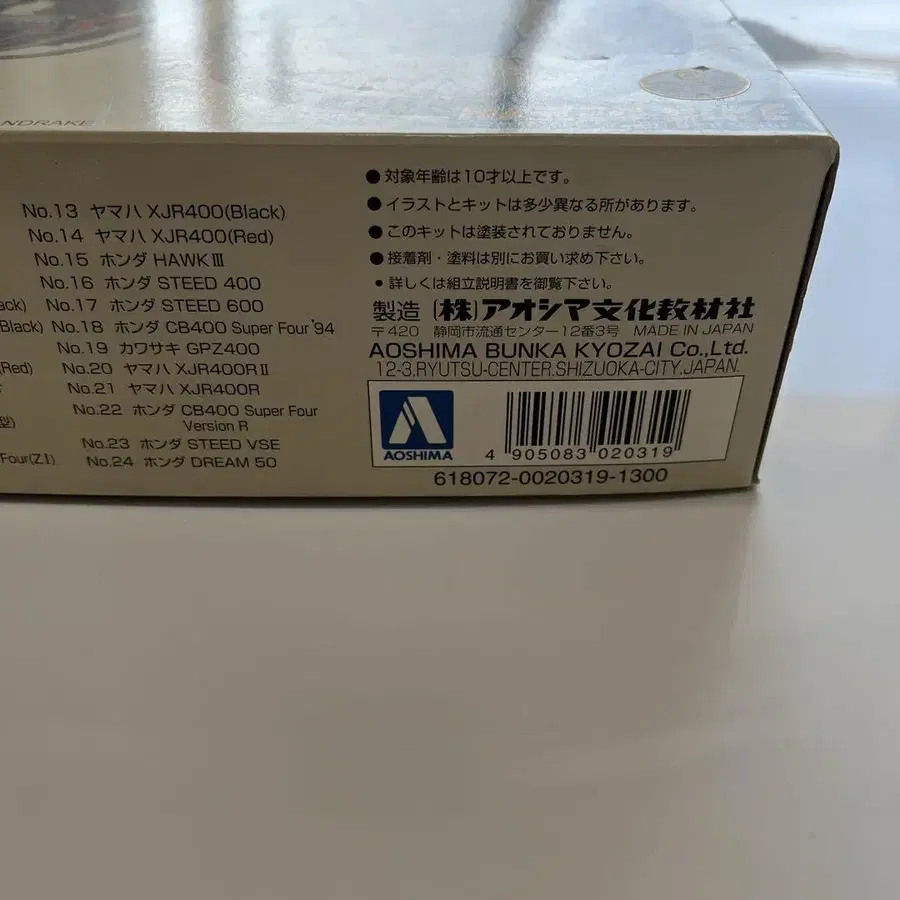 NDRAKE
No.13 ヤマハ XJR400(Black)
No.14 ヤマハ XJR400(Red)
No.15 ホンダ HAWKⅢ
No.16 ホンダ STEED 400
ack) No.17 ホンダ STEED 600
Black) No.18 ホンダ CB400 Super Four '94
No.19 カワサキ GPZ400
(Red) No.20 ヤマハ XJR400RⅡ
No.21 ヤマハ XJR400R
型) No.22 ホンダ CB400 Super Four
Version R
No.23 ホンダ STEED VSE
Four(Z1) No.24 ホンダ DREAM 50
●対象年齢は10才以上です。
●イラストとキットは多少異なる所があります。
●このキットは塗装されておりません。
●接着剤・塗料は別にお買い求め下さい。
●詳しくは組立説明書を御覧下さい。
製造 (株)アオシマ文化教材社
〒420 静岡市流通センター12番3号 MADE IN JAPAN
AOSHIMA BUNKA KYOZAI Co.,Ltd.
12-3,RYUTSU-CENTER.SHIZUOKA-CITY.JAPAN.
AOSHIMA
4 905083 020319
618072-0020319-1300